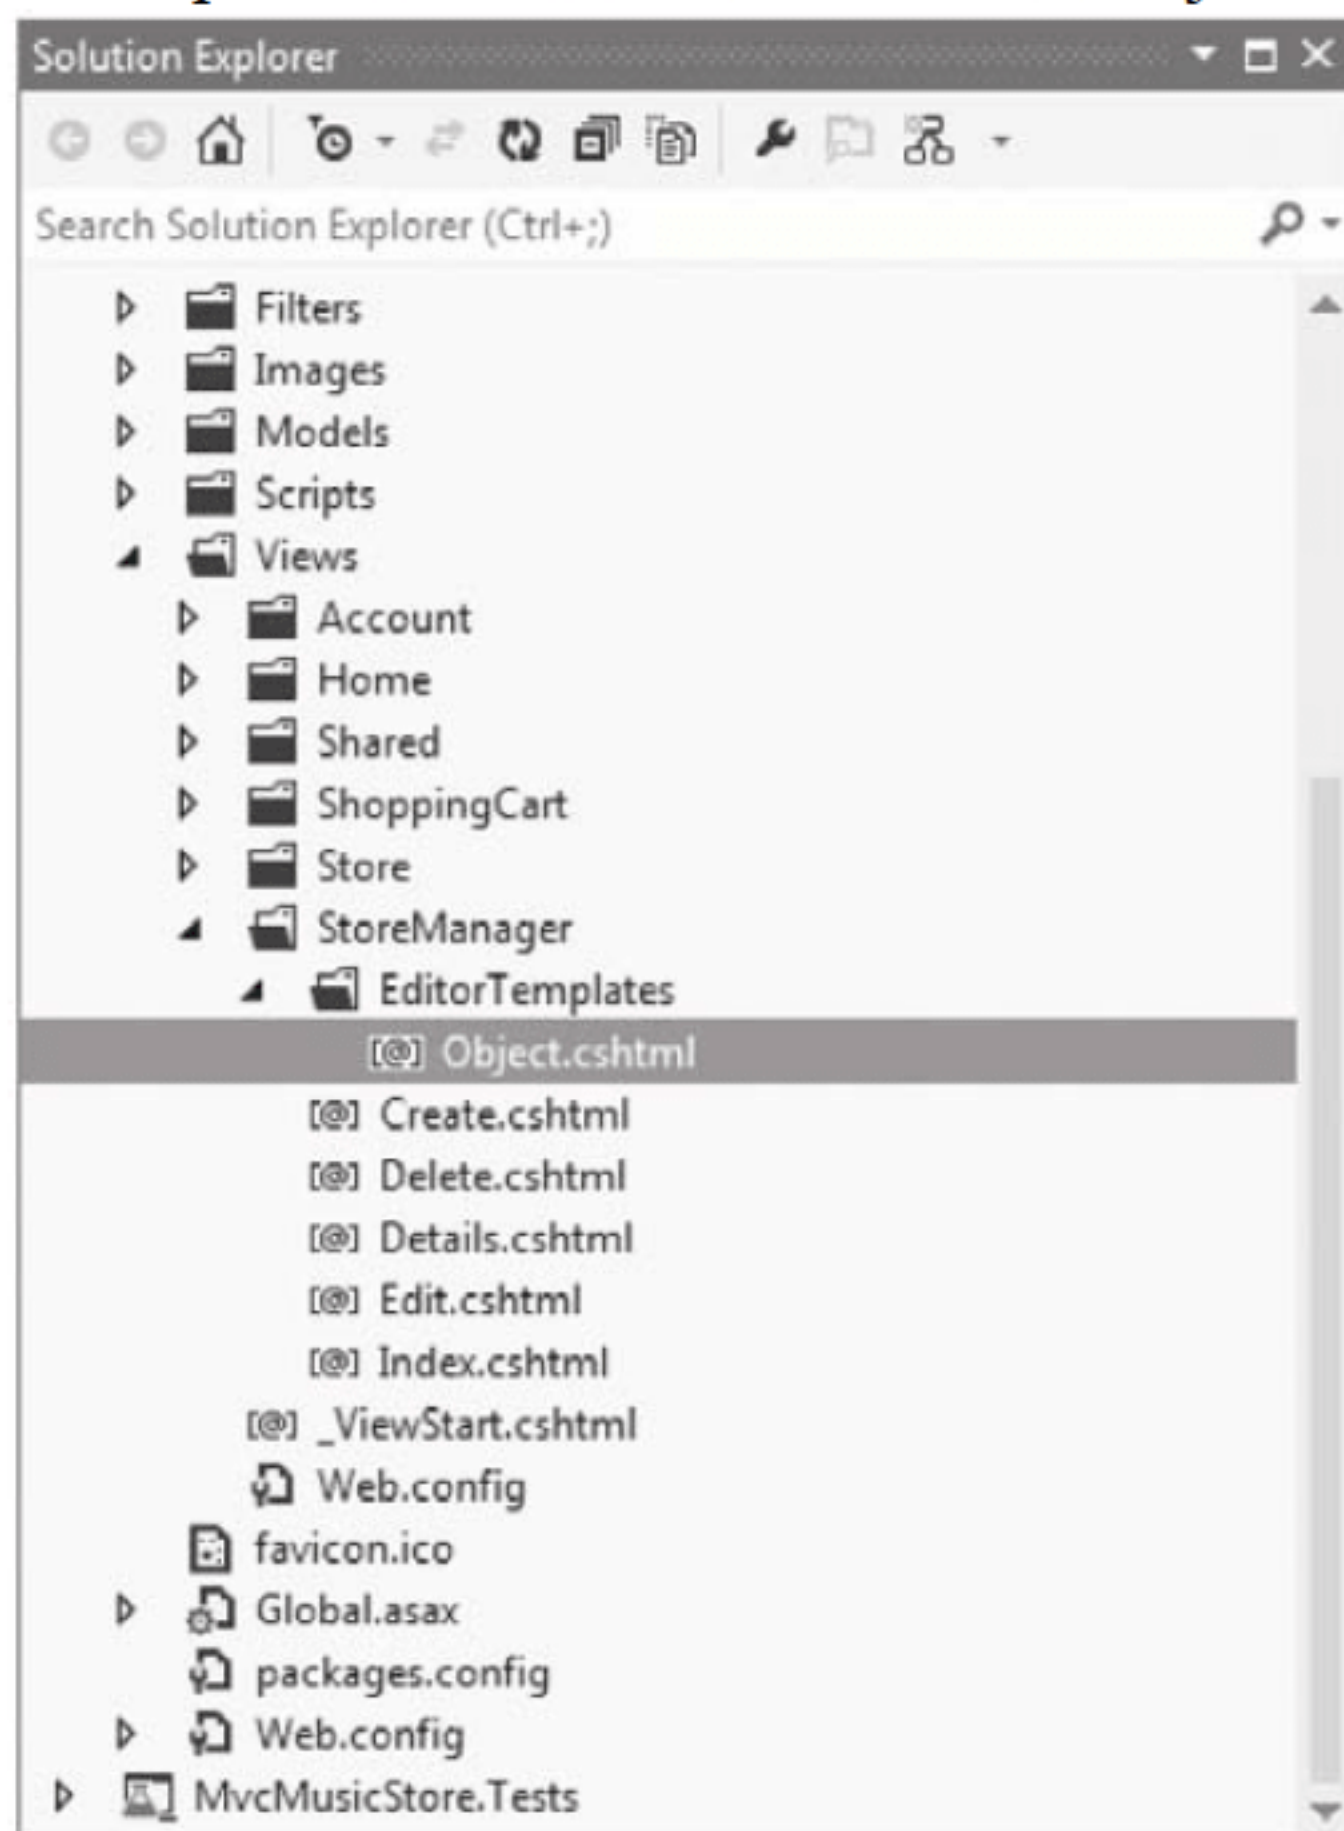 Solution Explorer
Search Solution Explorer (Ctrl+;)
Filters
Images
Models
Scripts
Views
Account
Home
Shared
ShoppingCart
Store
StoreManager
EditorTemplates
[@] Object.cshtml
[@] Create.cshtml
[@] Delete.cshtml
[@] Details.cshtml
[@] Edit.cshtml
[@] Index.cshtml
[@] _ViewStart.cshtml
Web.config
favicon.ico
Global.asax
packages.config
Web.config
MvcMusicStore.Tests